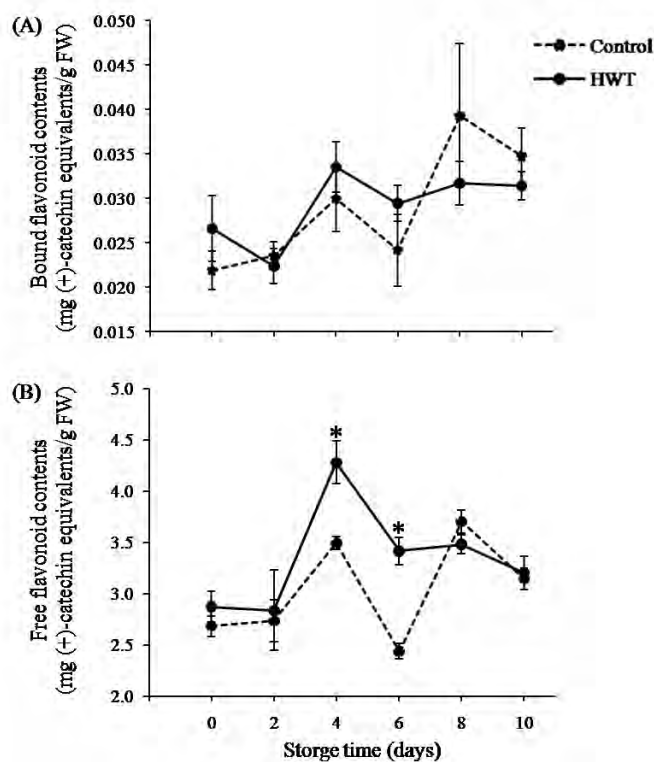 (A)
Bound flavonoid contents
(mg (+)-catechin equivalents/g FW)
0.050
0.045
0.040
0.035
0.030
0.025
0.020
0.015
Control
HWT
(B)
Free flavonoid contents
(mg (+)-catechin equivalents/g FW)
5.0
4.5
4.0
3.5
3.0
2.5
2.0
*
*
0 2 4 6 8 10
Storge time (days)